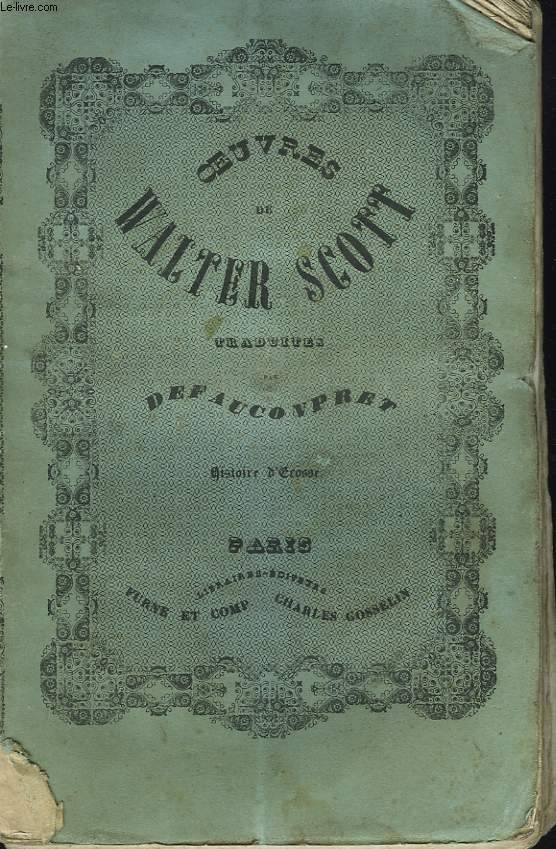 Le-livre.com
ŒUVRES
DE
WALTER SCOTT
TRADUITES
PAR
DEFAUCONPRET
Histoire d'Ecosse
PARIS
LIBRAIRES-ÉDITEURS
FURNE ET COMP. CHARLES GOSSELIN